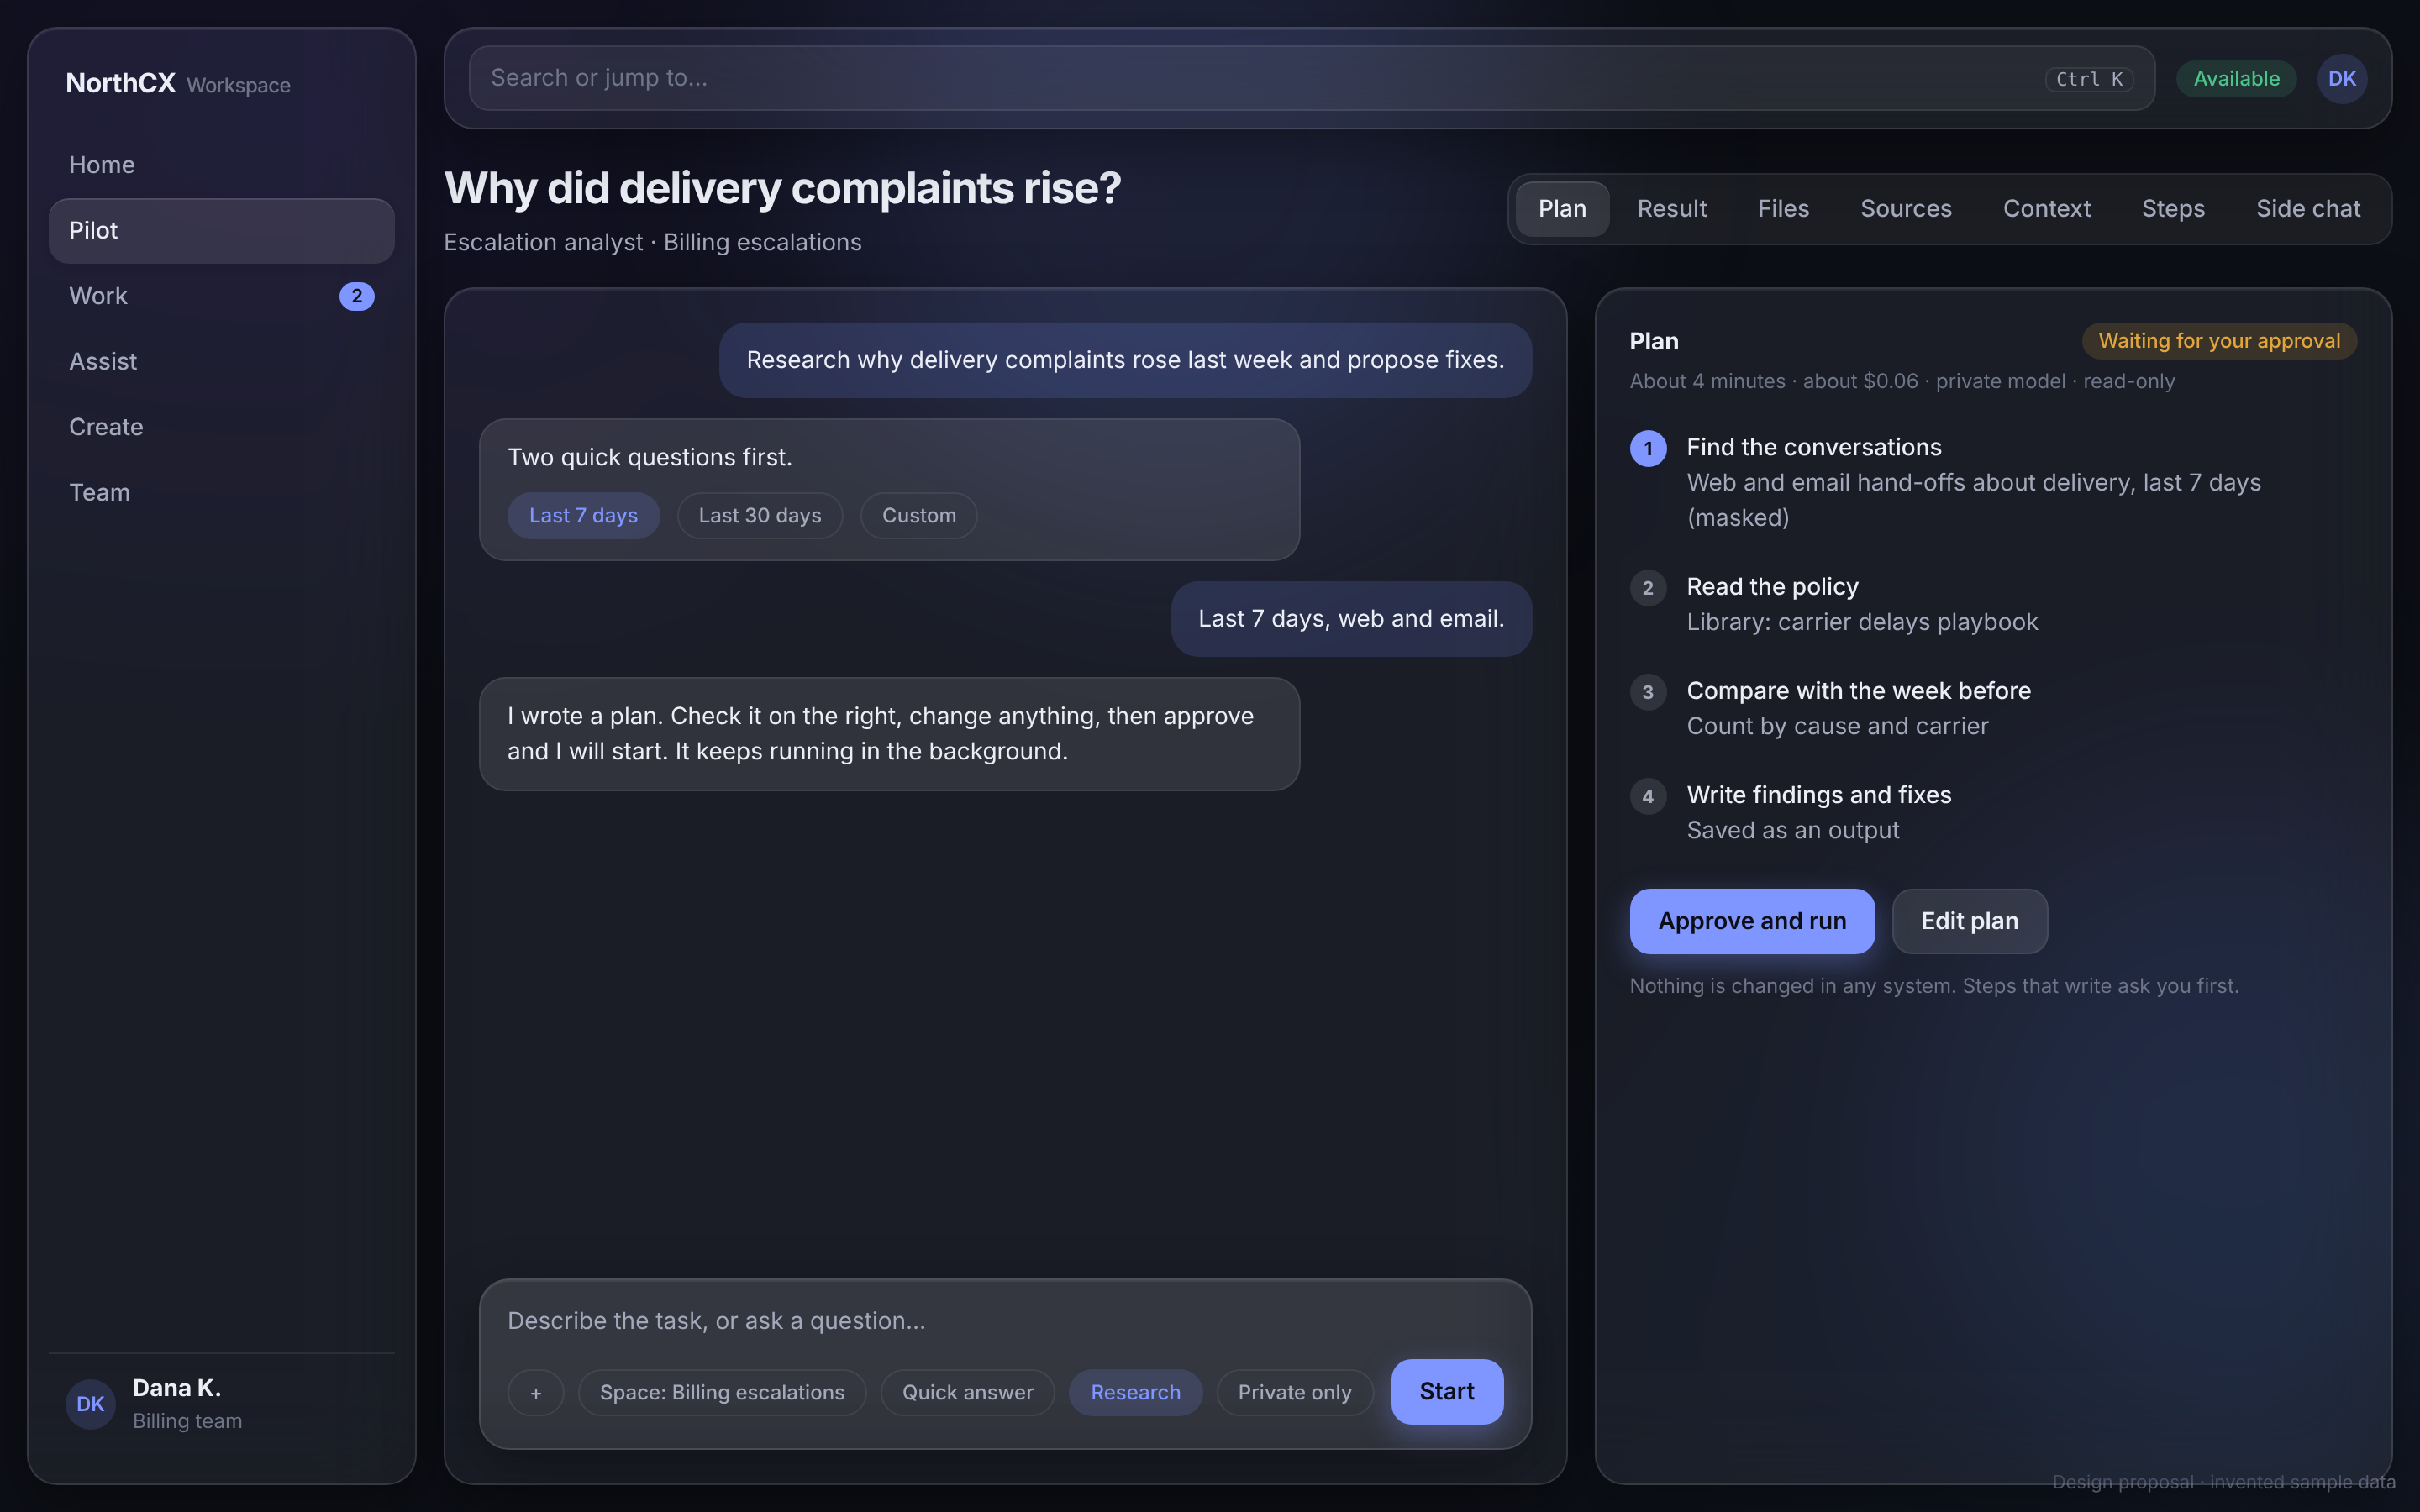 NorthCX Workspace
Home
Pilot
Work 2
Assist
Create
Team
DK
Dana K.
Billing team
Search or jump to...
Ctrl K
Available
DK
Why did delivery complaints rise?
Escalation analyst · Billing escalations
Plan Result Files Sources Context Steps Side chat
Research why delivery complaints rose last week and propose fixes.
Two quick questions first.
Last 7 days Last 30 days Custom
Last 7 days, web and email.
I wrote a plan. Check it on the right, change anything, then approve
and I will start. It keeps running in the background.
Describe the task, or ask a question...
+ Space: Billing escalations Quick answer Research Private only Start
Plan
Waiting for your approval
About 4 minutes · about $0.06 · private model · read-only
1 Find the conversations
Web and email hand-offs about delivery, last 7 days
(masked)
2 Read the policy
Library: carrier delays playbook
3 Compare with the week before
Count by cause and carrier
4 Write findings and fixes
Saved as an output
Approve and run Edit plan
Nothing is changed in any system. Steps that write ask you first.
Design proposal · invented sample data